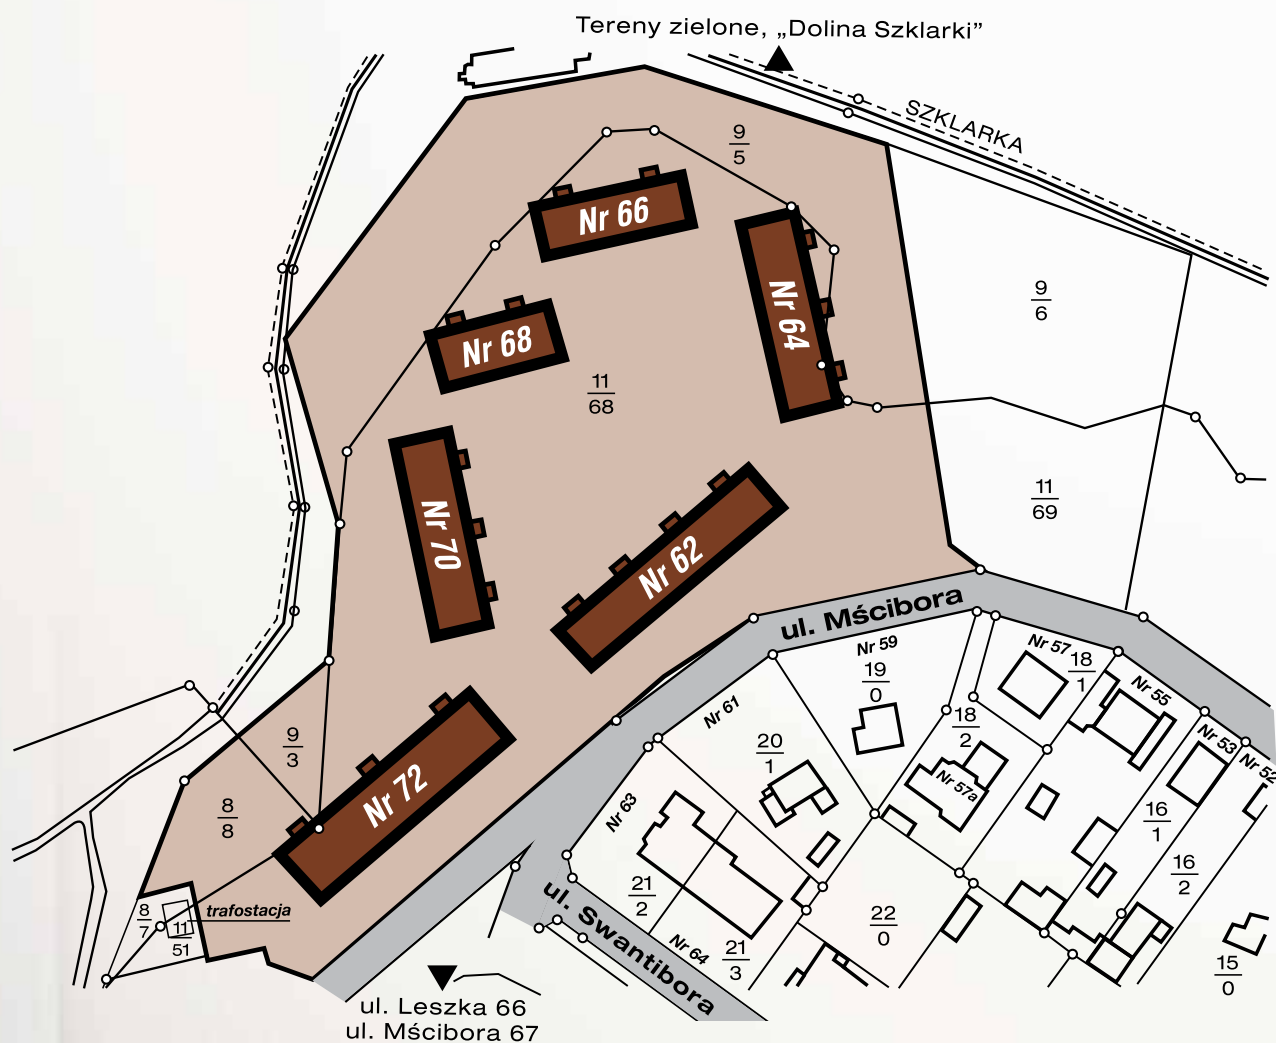 Tereny zielone, „Dolina Szklarki”
SZKLARKA
9
5
Nr 66
Nr 64
9
6
Nr 68
11
68
11
69
Nr 70
Nr 62
ul. Mścibora
Nr 59
19
0
Nr 57
18
1
Nr 55
Nr 53
Nr 52
Nr 61
18
2
20
1
Nr 57a
9
3
Nr 72
8
8
Nr 63
16
1
16
2
21
2
ul. Swantibora
22
0
8
7
11
51
trafostacja
Nr 64
21
3
15
0
ul. Leszka 66
ul. Mścibora 67